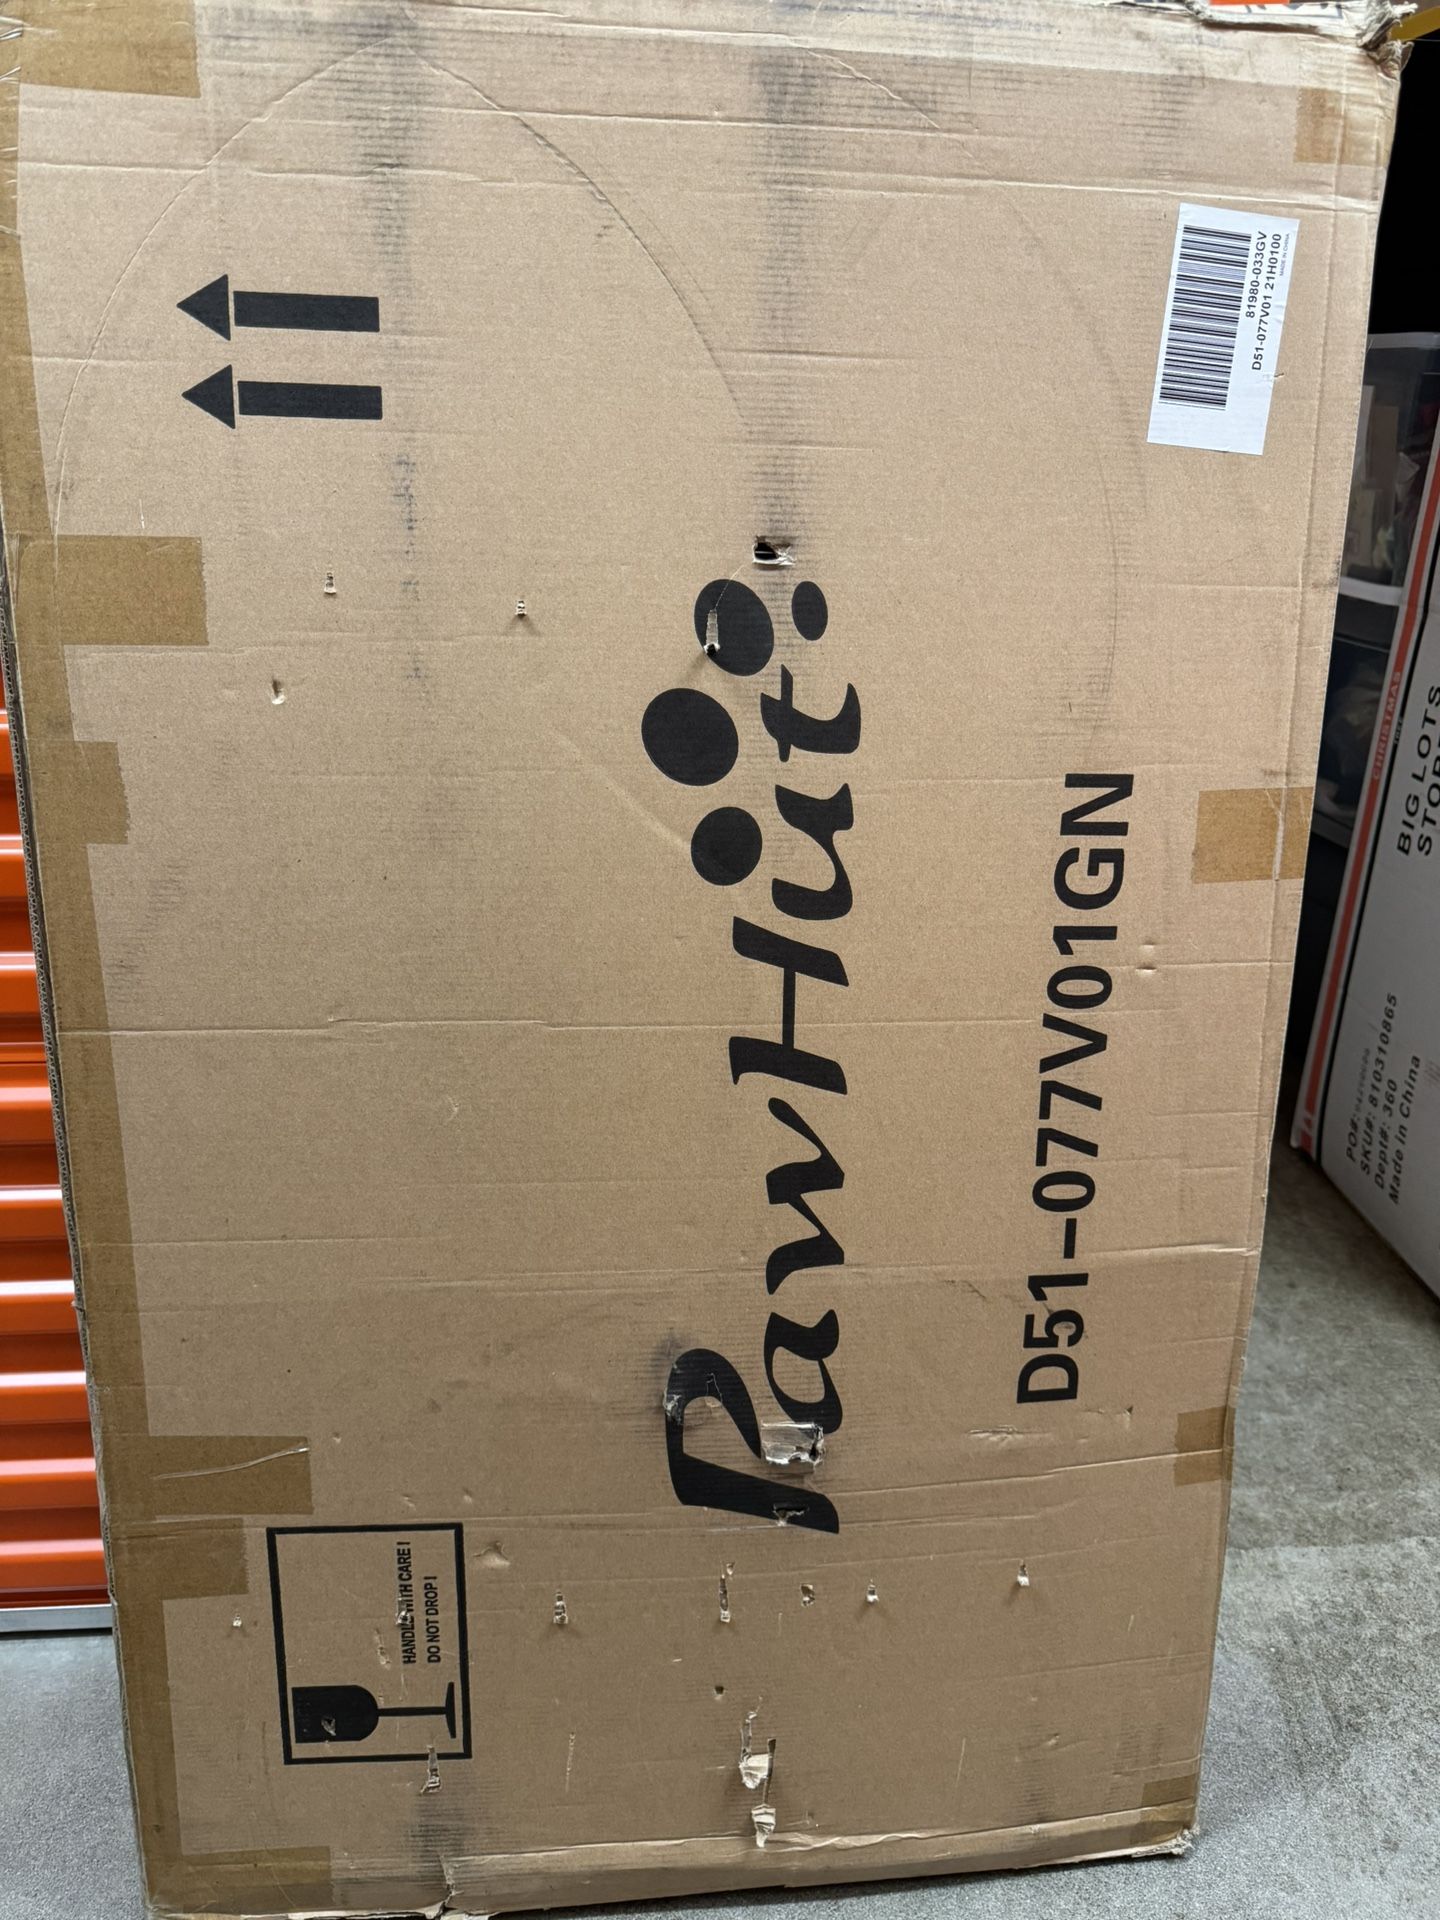 PawHut
D51-077V01GN
81980-033GV
D51-077V01 21H0100
MADE IN CHINA
HANDLE WITH CARE!
DO NOT DROP!
CHRISTMAS
BIG LOTS
STO
PO#:
SKU#: 810310865
Dept#: 360
Made in China